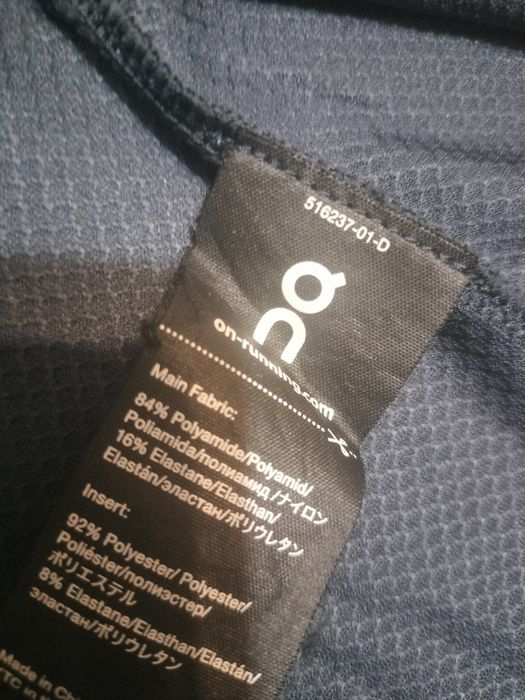 516237-01-D
on-running.com
Main Fabric:
84% Polyamide/Polyamid/
Poliamida/полиамид/ナイロン
16% Elastane/Elasthan/
Elastán/эластан/ポリウレタン
Insert:
92% Polyester/ Polyester/
Poliéster/полиэстер/
ポリエステル
8% Elastane/Elasthan/Elastán/
эластан/ポリウレタン
Made in